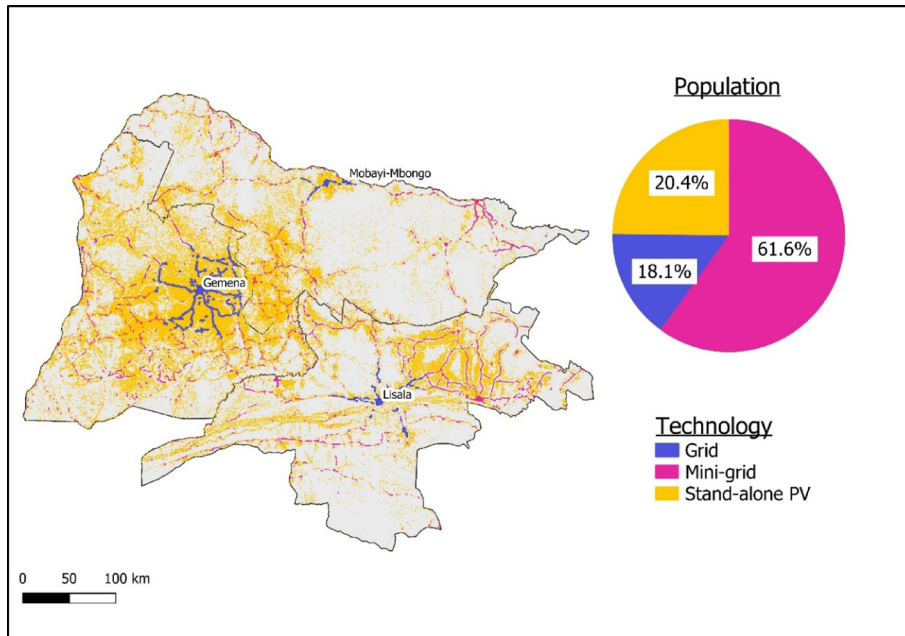 Population
Mobayi-Mbongo
20.4%
61.6%
18.1%
Gemena
Lisala
Technology
Grid
Mini-grid
Stand-alone PV
0 50 100 km